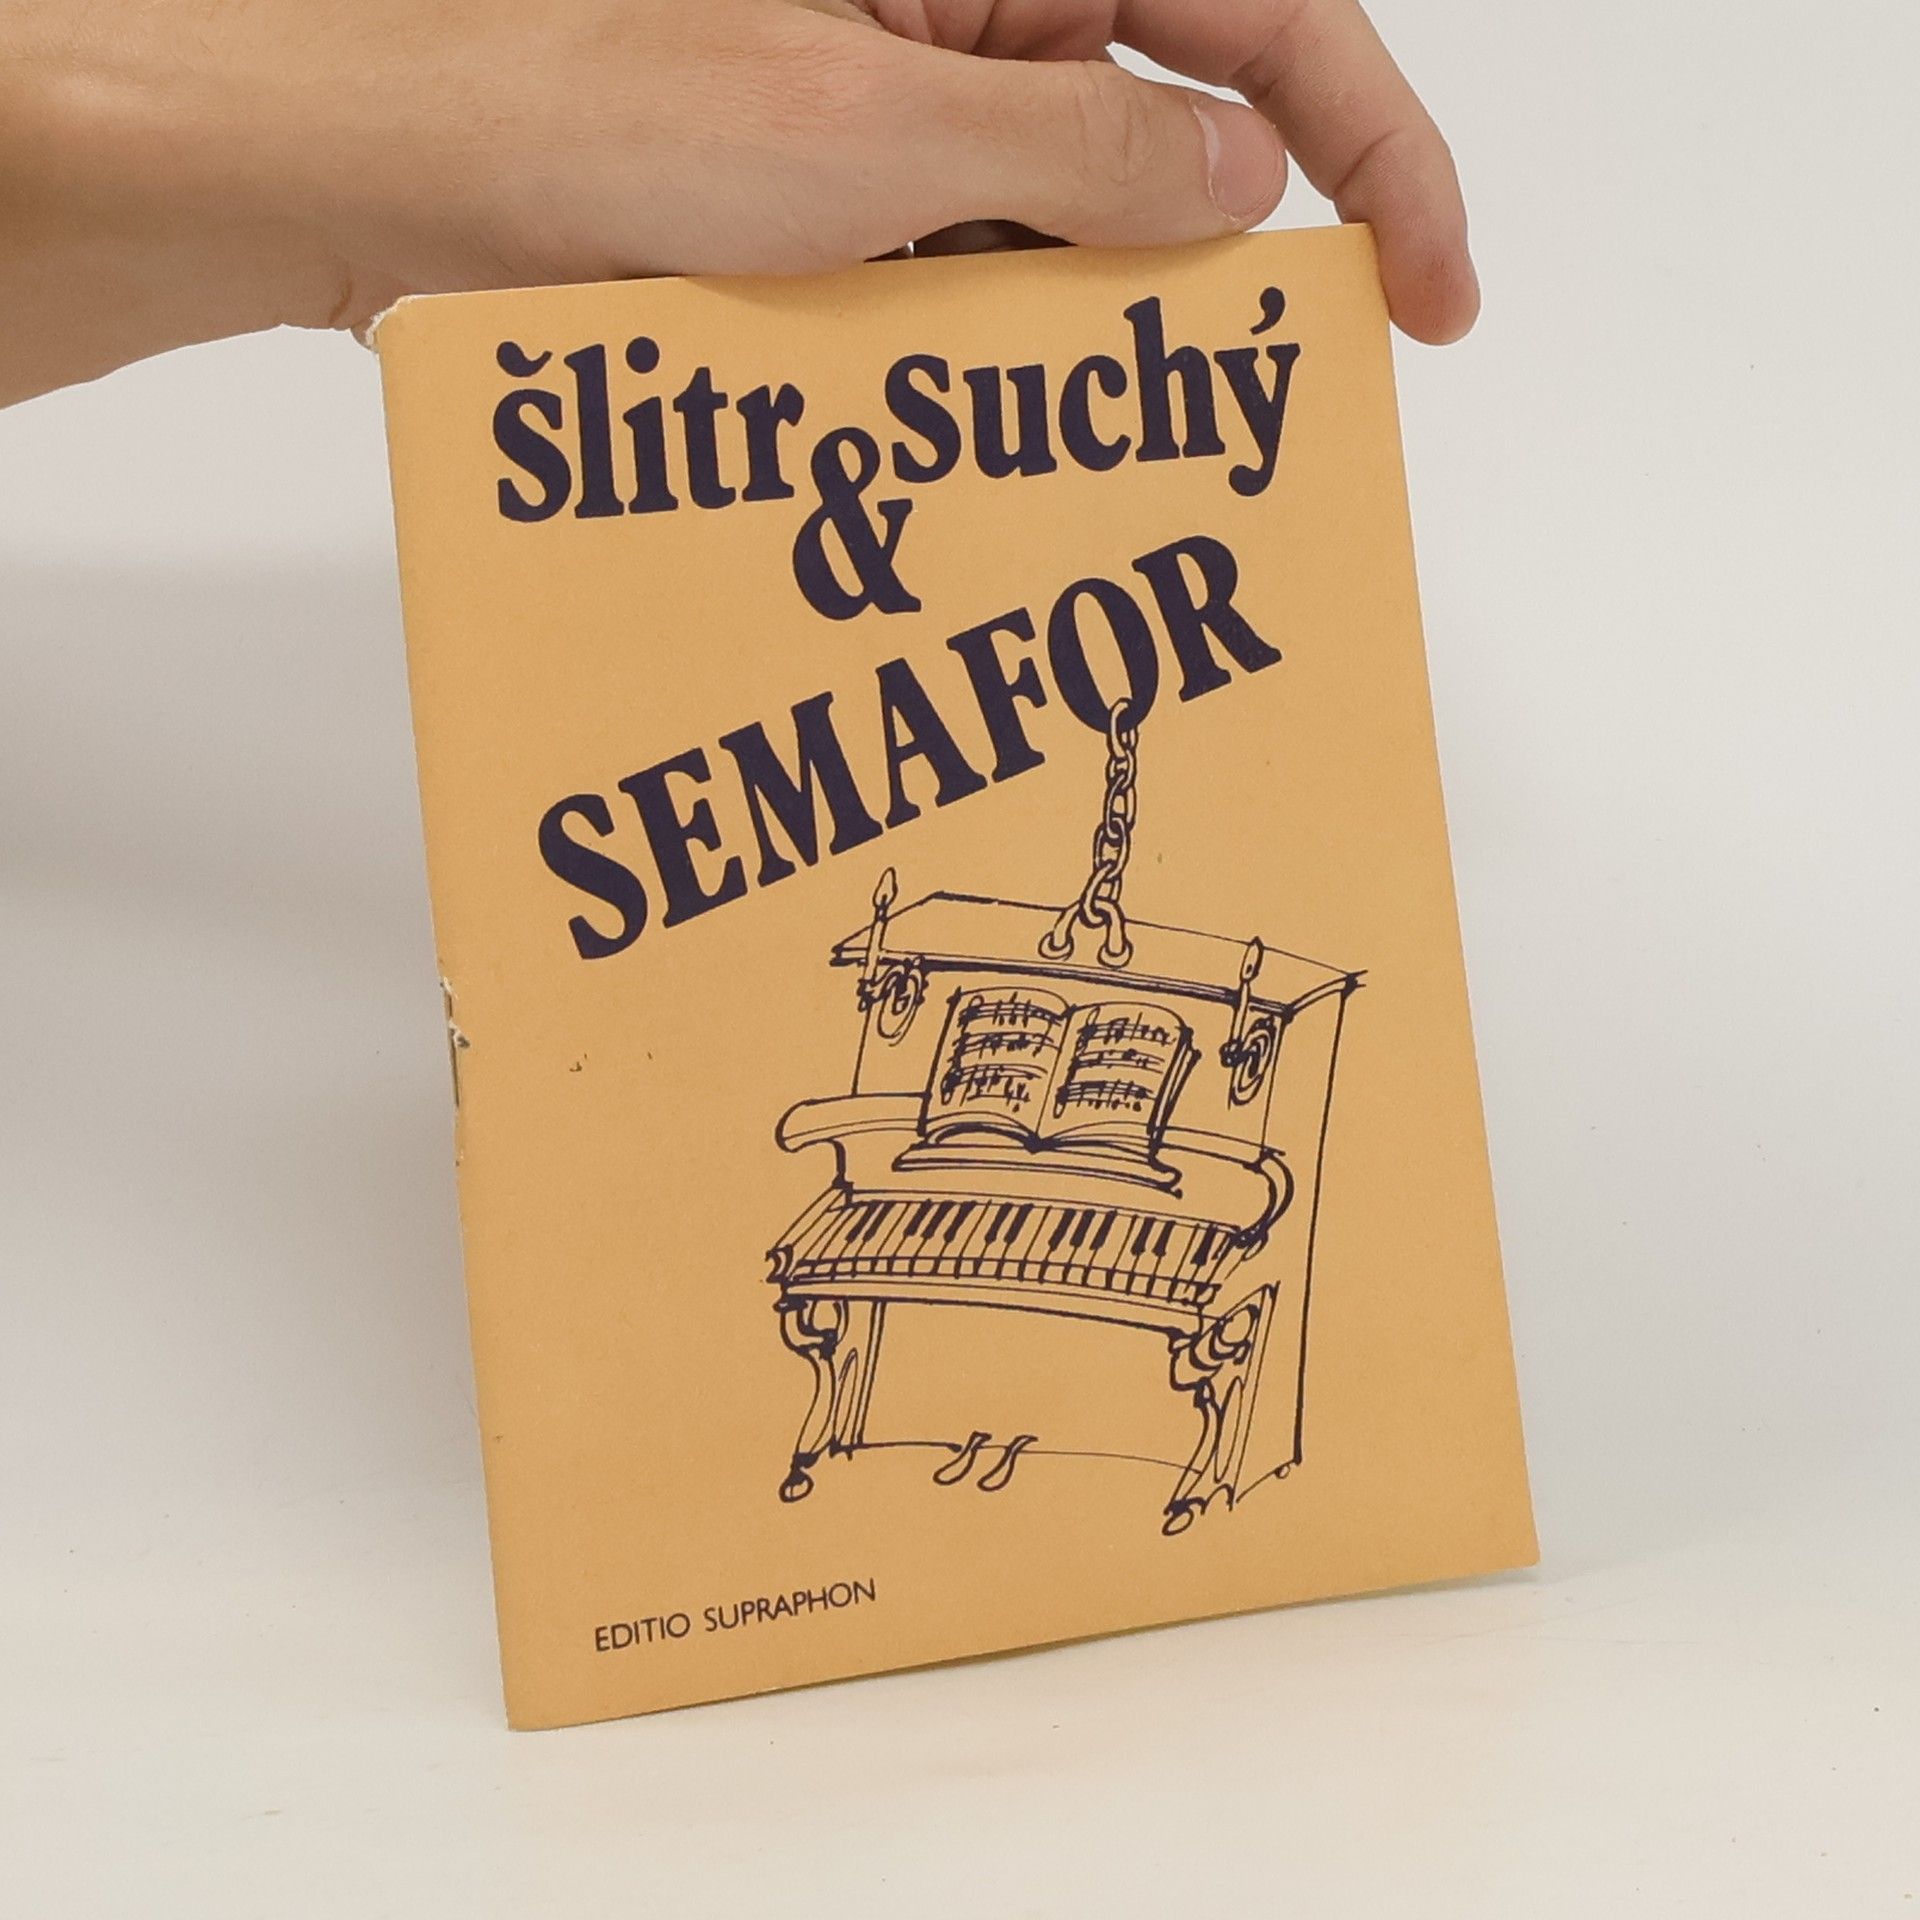 šlitr & suchý
SEMAFOR
EDITIO SUPRAPHON